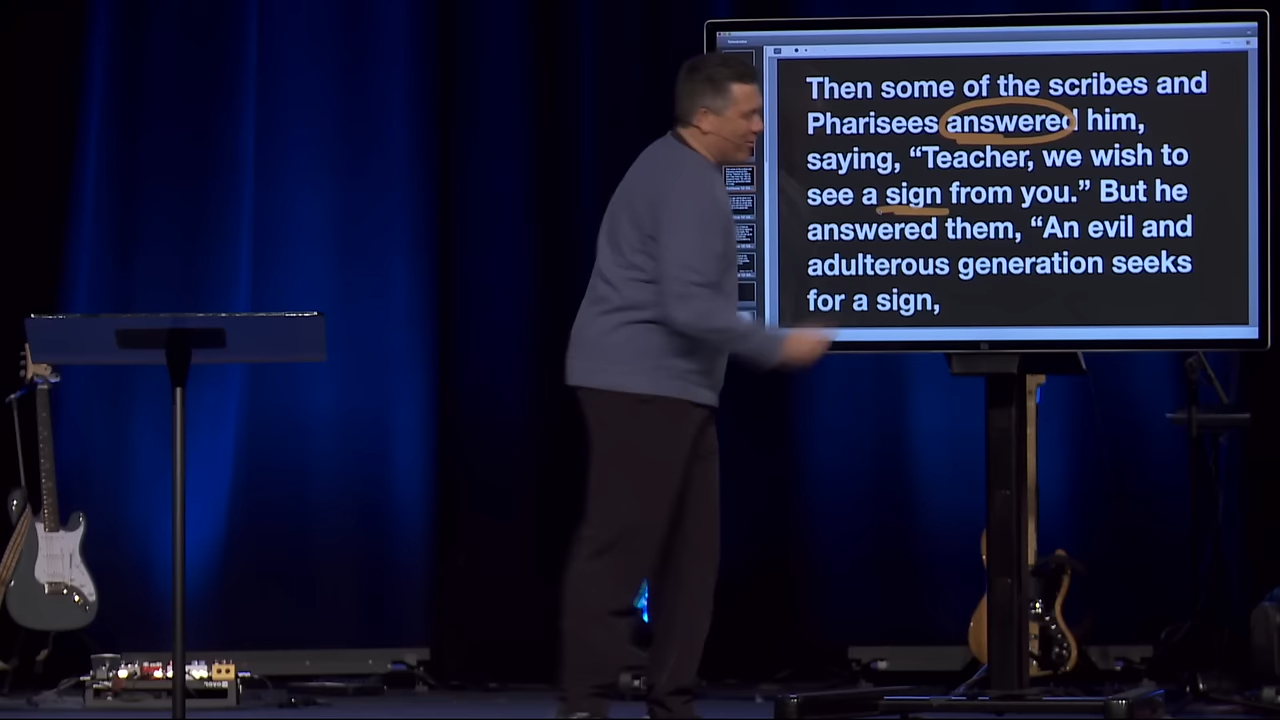 Then some of the scribes and
Pharisees answered him,
saying, “Teacher, we wish to
see a sign from you.” But he
answered them, “An evil and
adulterous generation seeks
for a sign,